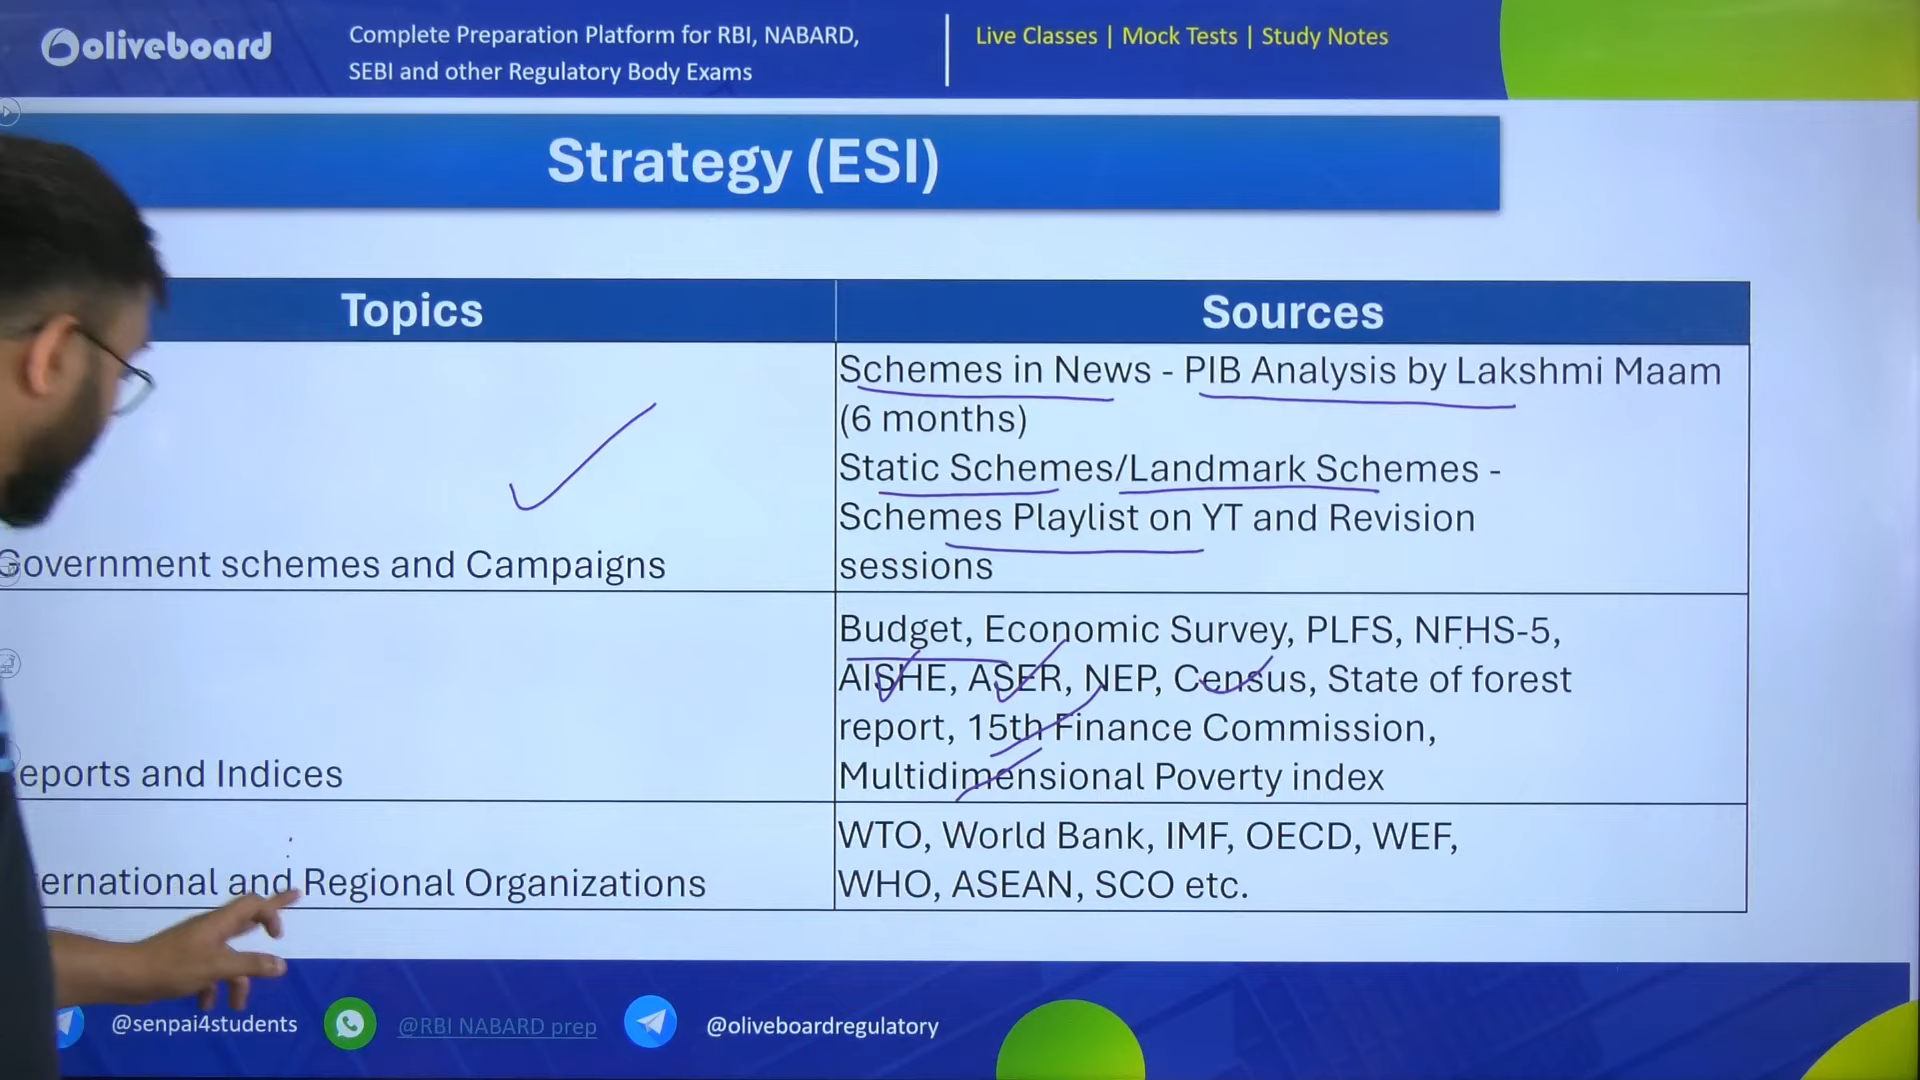 oliveboard
Complete Preparation Platform for RBI, NABARD,
SEBI and other Regulatory Body Exams
Live Classes | Mock Tests | Study Notes
Strategy (ESI)
Topics
Sources
Schemes in News - PIB Analysis by Lakshmi Maam
(6 months)
Static Schemes/Landmark Schemes -
Schemes Playlist on YT and Revision
sessions
Government schemes and Campaigns
Budget, Economic Survey, PLFS, NFHS-5,
AISHE, ASER, NEP, Census, State of forest
report, 15th Finance Commission,
Multidimensional Poverty index
eports and Indices
WTO, World Bank, IMF, OECD, WEF,
WHO, ASEAN, SCO etc.
ernational and Regional Organizations
@senpai4students
@RBI NABARD prep
@oliveboardregulatory